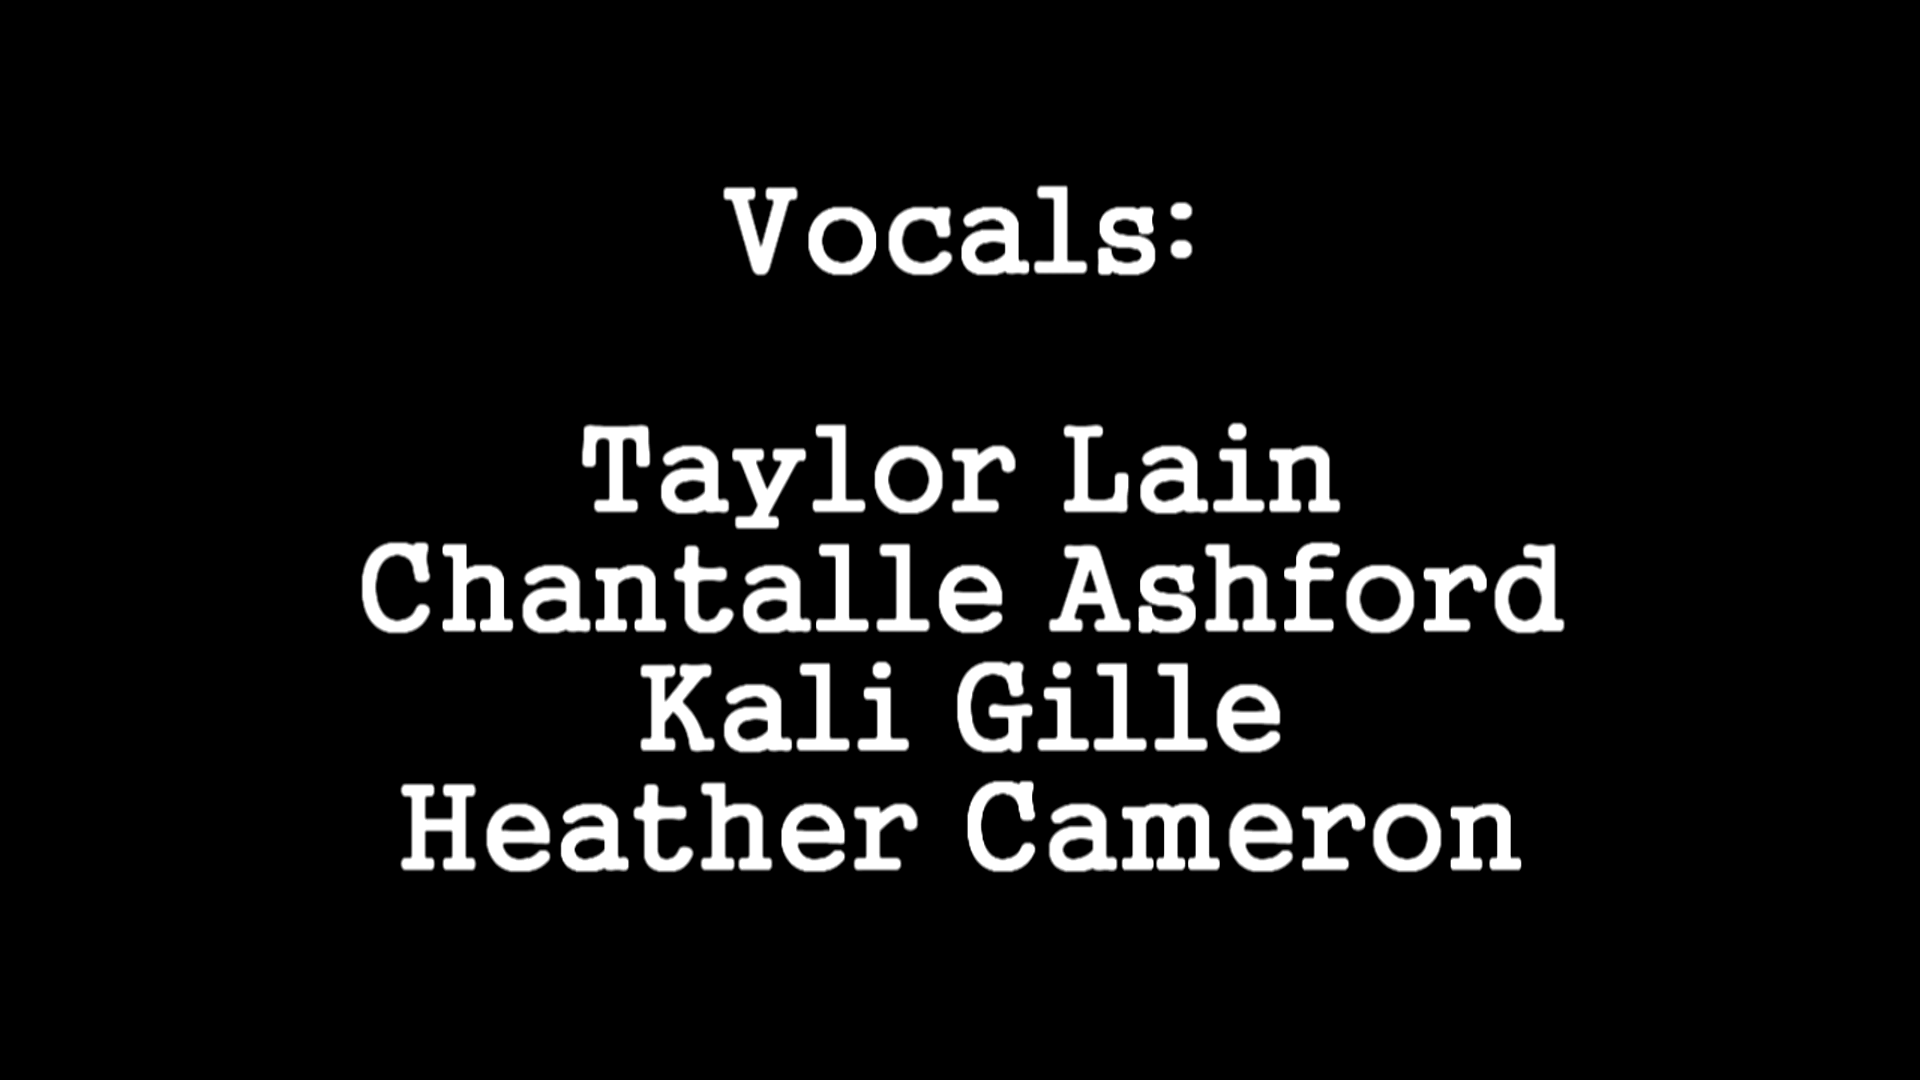 Vocals:
Taylor Lain
Chantalle Ashford
Kali Gille
Heather Cameron